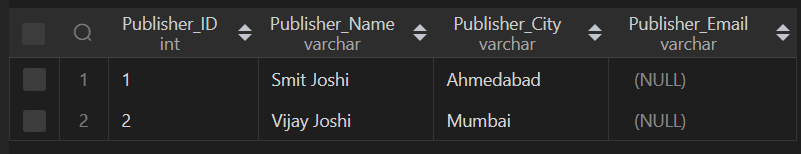 Publisher_ID Publisher_Name Publisher_City Publisher_Email
int varchar varchar varchar
1 1 Smit Joshi Ahmedabad (NULL)
2 2 Vijay Joshi Mumbai (NULL)